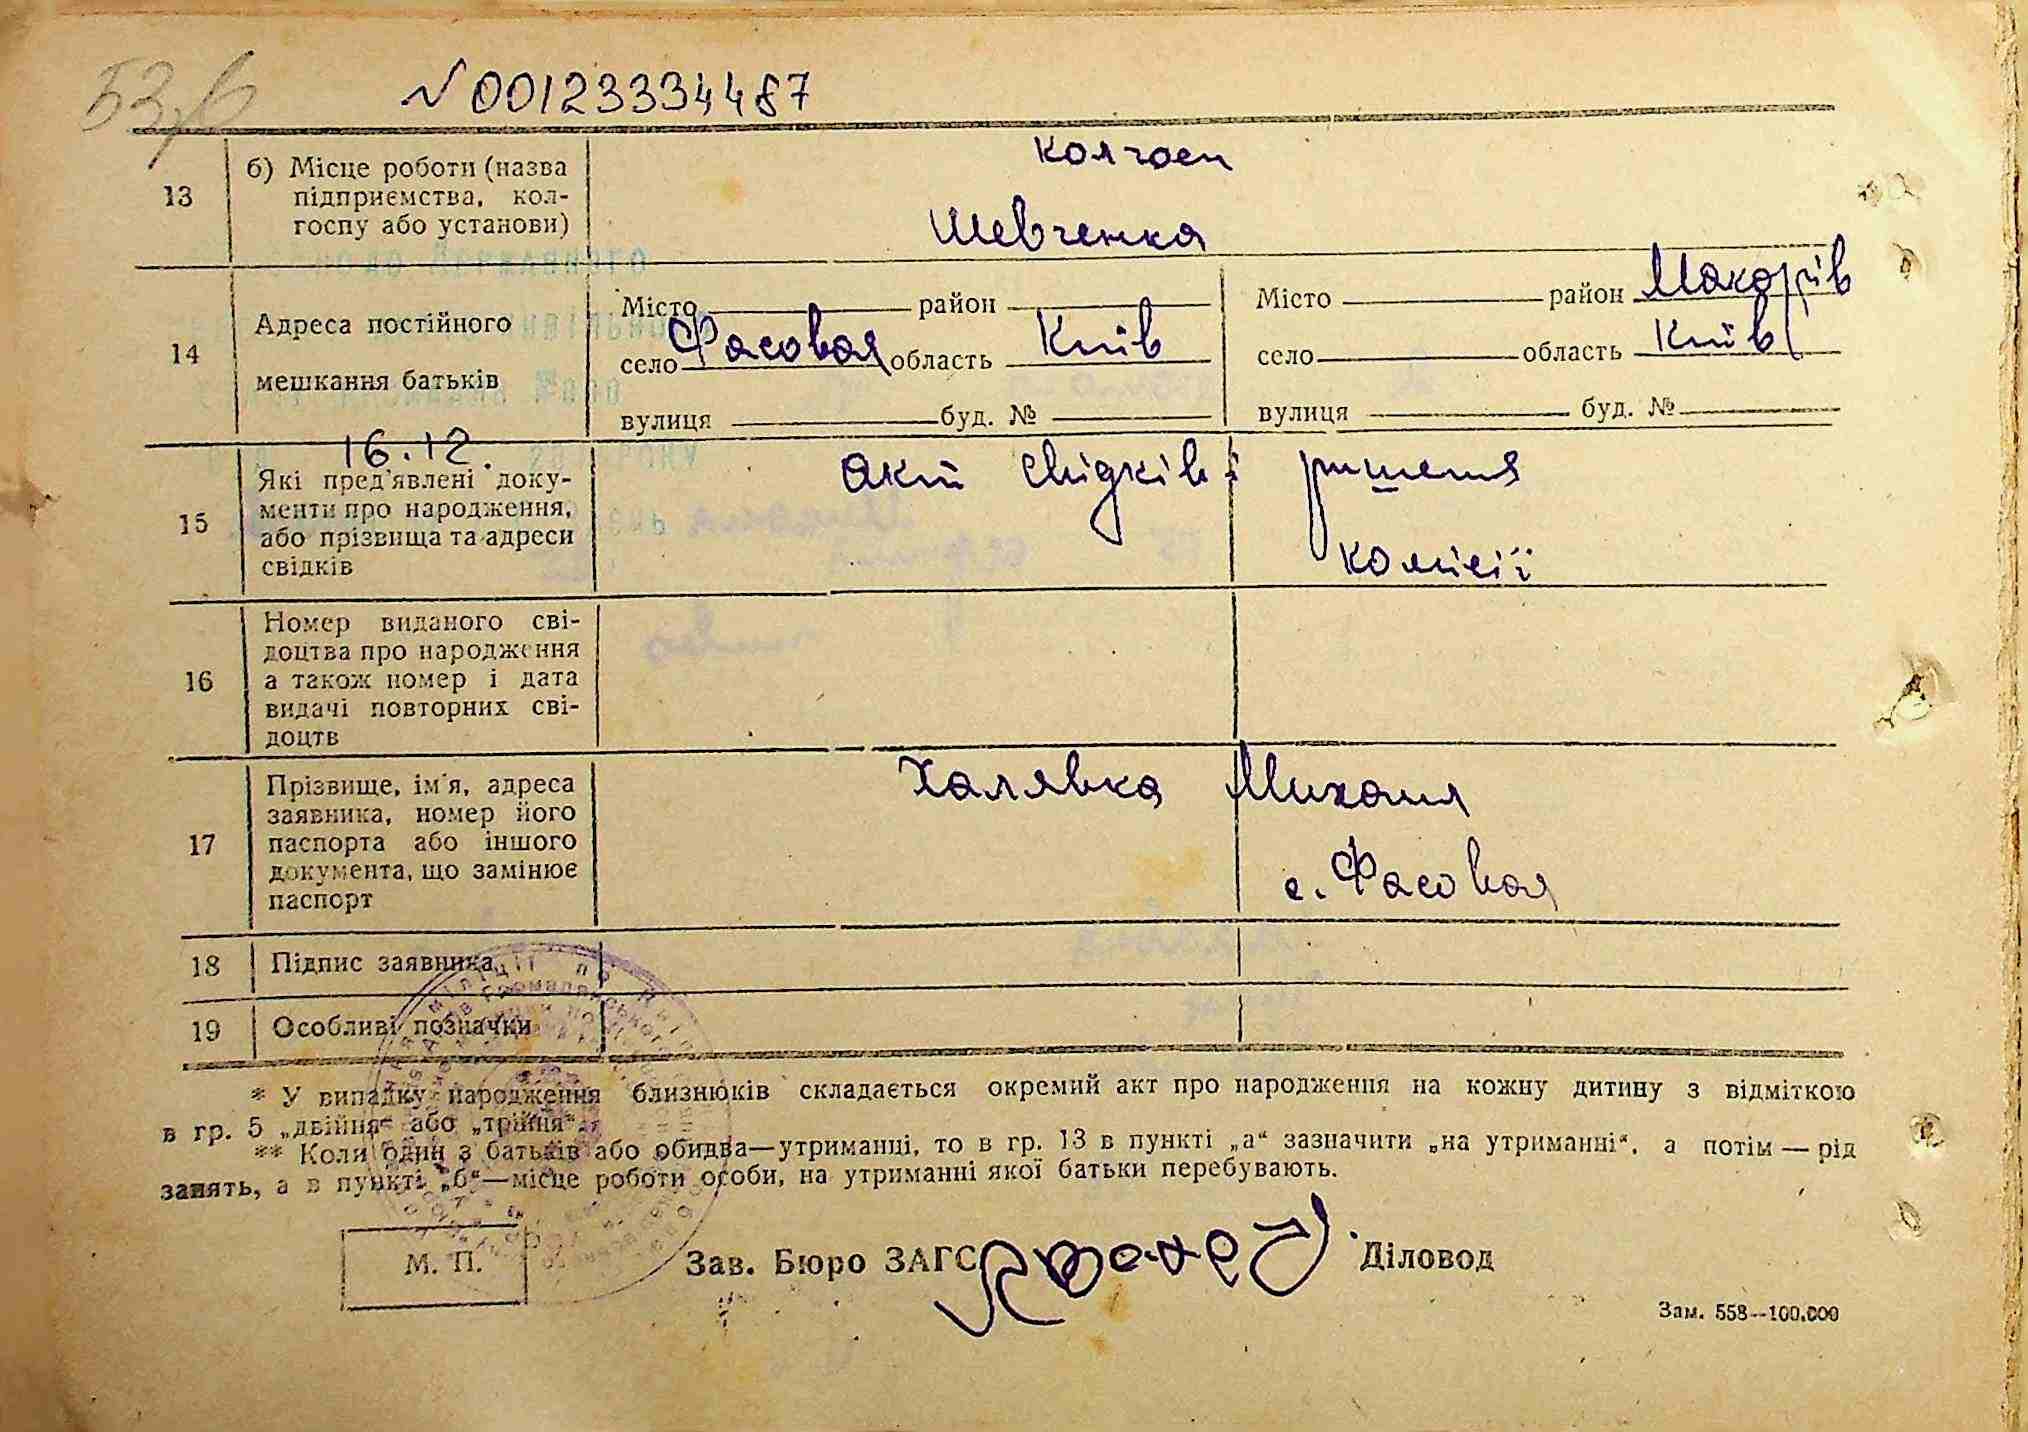 53
№ 00123334487
13
б) Місце роботи (назва
підприємства, кол-
госпу або установи)
колгосп
Шевченка
14
Адреса постійного
мешкання батьків
Місто район
село Фасовая область Київ
вулиця буд. №
Місто район Макорів
село область Київ
вулиця буд. №
16.12.
15
Які пред'явлені доку-
менти про народження,
або прізвища та адреси
свідків
акт свідків і ришення
комісії
16
Номер виданого сві-
доцтва про народження
а також номер і дата
видачі повторних сві-
доцтв
17
Прізвище, ім'я, адреса
заявника, номер його
паспорта або іншого
документа, що замінює
паспорт
Халявка Михаил
с. Фасовая
18 Підпис заявника
19 Особливі позначки
* У випадку народження близнюків складається окремий акт про народження на кожну дитину з відміткою
в гр. 5 „двійня“ або „трійня“.
** Коли один з батьків або обидва—утриманці, то в гр. 13 в пункті „а“ зазначити „на утриманні“, а потім — рід
занять, а в пункті „б“—місце роботи особи, на утриманні якої батьки перебувають.
М. П.
Зав. Бюро ЗАГС
Діловод
Зам. 558—100.000